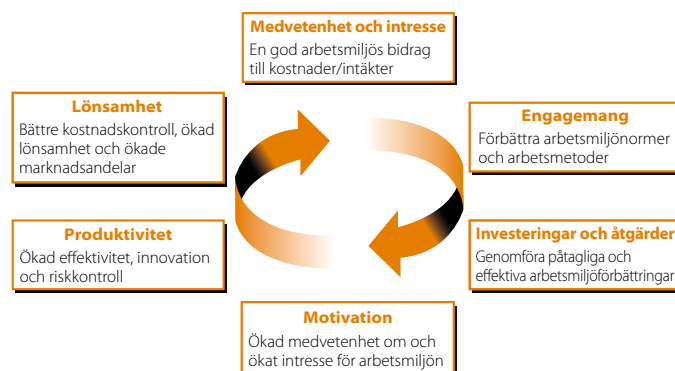 Medvetenhet och intresse
En god arbetsmiljös bidrag
till kostnader/intäkter
Engagemang
Förbättra arbetsmiljönormer
och arbetsmetoder
Investeringar och åtgärder
Genomföra påtagliga och
effektiva arbetsmiljöförbättringar
Motivation
Ökad medvetenhet om och
ökat intresse för arbetsmiljön
Produktivitet
Ökad effektivitet, innovation
och riskkontroll
Lönsamhet
Bättre kostnadskontroll, ökad
lönsamhet och ökade
marknadsandelar